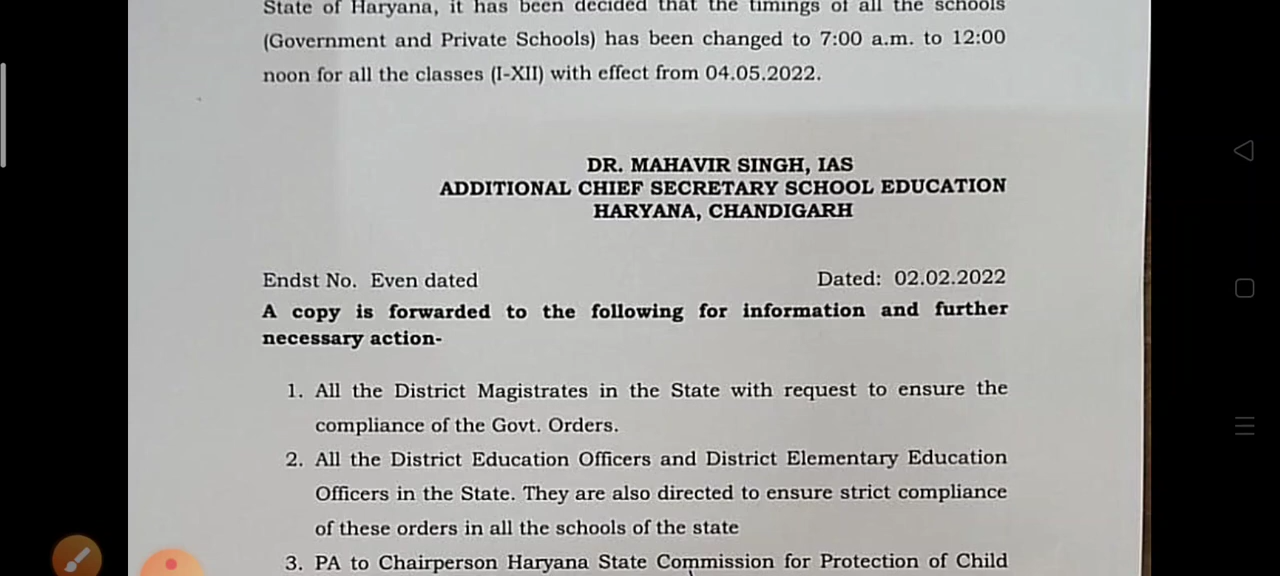 State of Haryana, it has been decided that the timings of all the schools
(Government and Private Schools) has been changed to 7:00 a.m. to 12:00
noon for all the classes (I-XII) with effect from 04.05.2022.
DR. MAHAVIR SINGH, IAS
ADDITIONAL CHIEF SECRETARY SCHOOL EDUCATION
HARYANA, CHANDIGARH
Endst No. Even dated Dated: 02.02.2022
A copy is forwarded to the following for information and further
necessary action-
1. All the District Magistrates in the State with request to ensure the
compliance of the Govt. Orders.
2. All the District Education Officers and District Elementary Education
Officers in the State. They are also directed to ensure strict compliance
of these orders in all the schools of the state
3. PA to Chairperson Haryana State Commission for Protection of Child